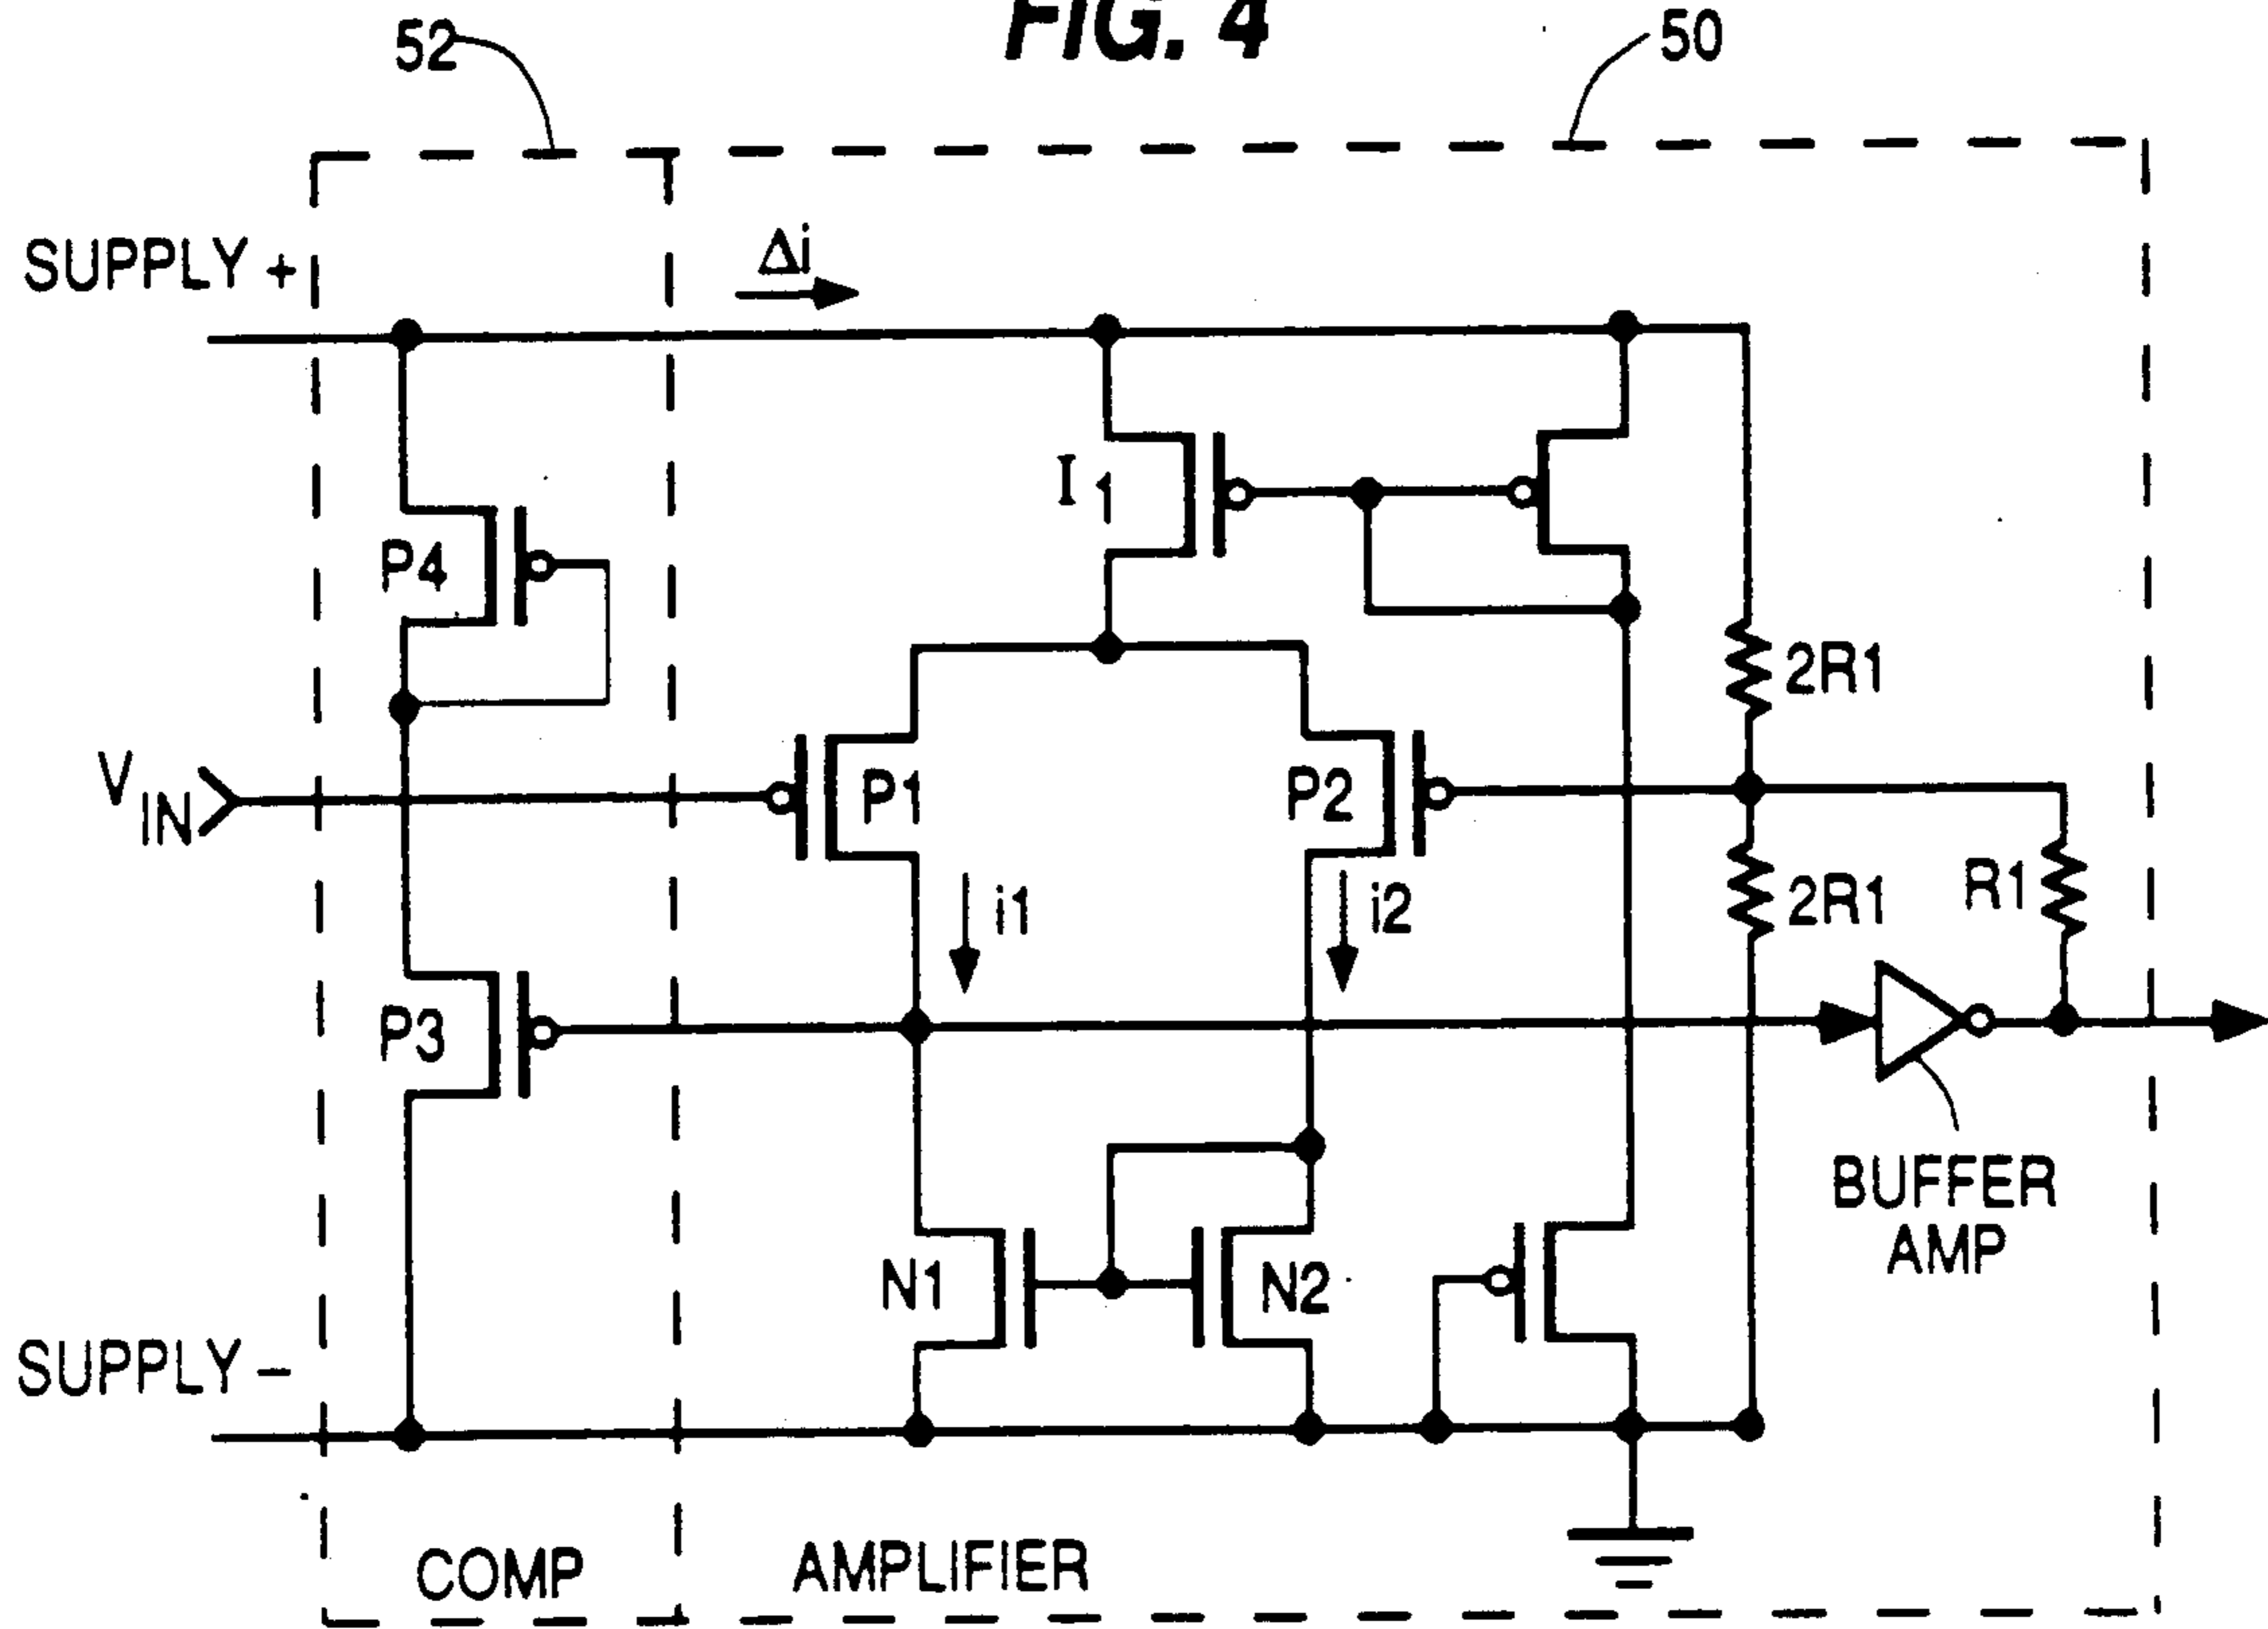 FIG. 4
52
50
SUPPLY +
Δi
I1
P4
2R1
VIN
P1
P2
i1
i2
2R1
R1
P3
BUFFER
AMP
N1
N2
SUPPLY -
COMP
AMPLIFIER